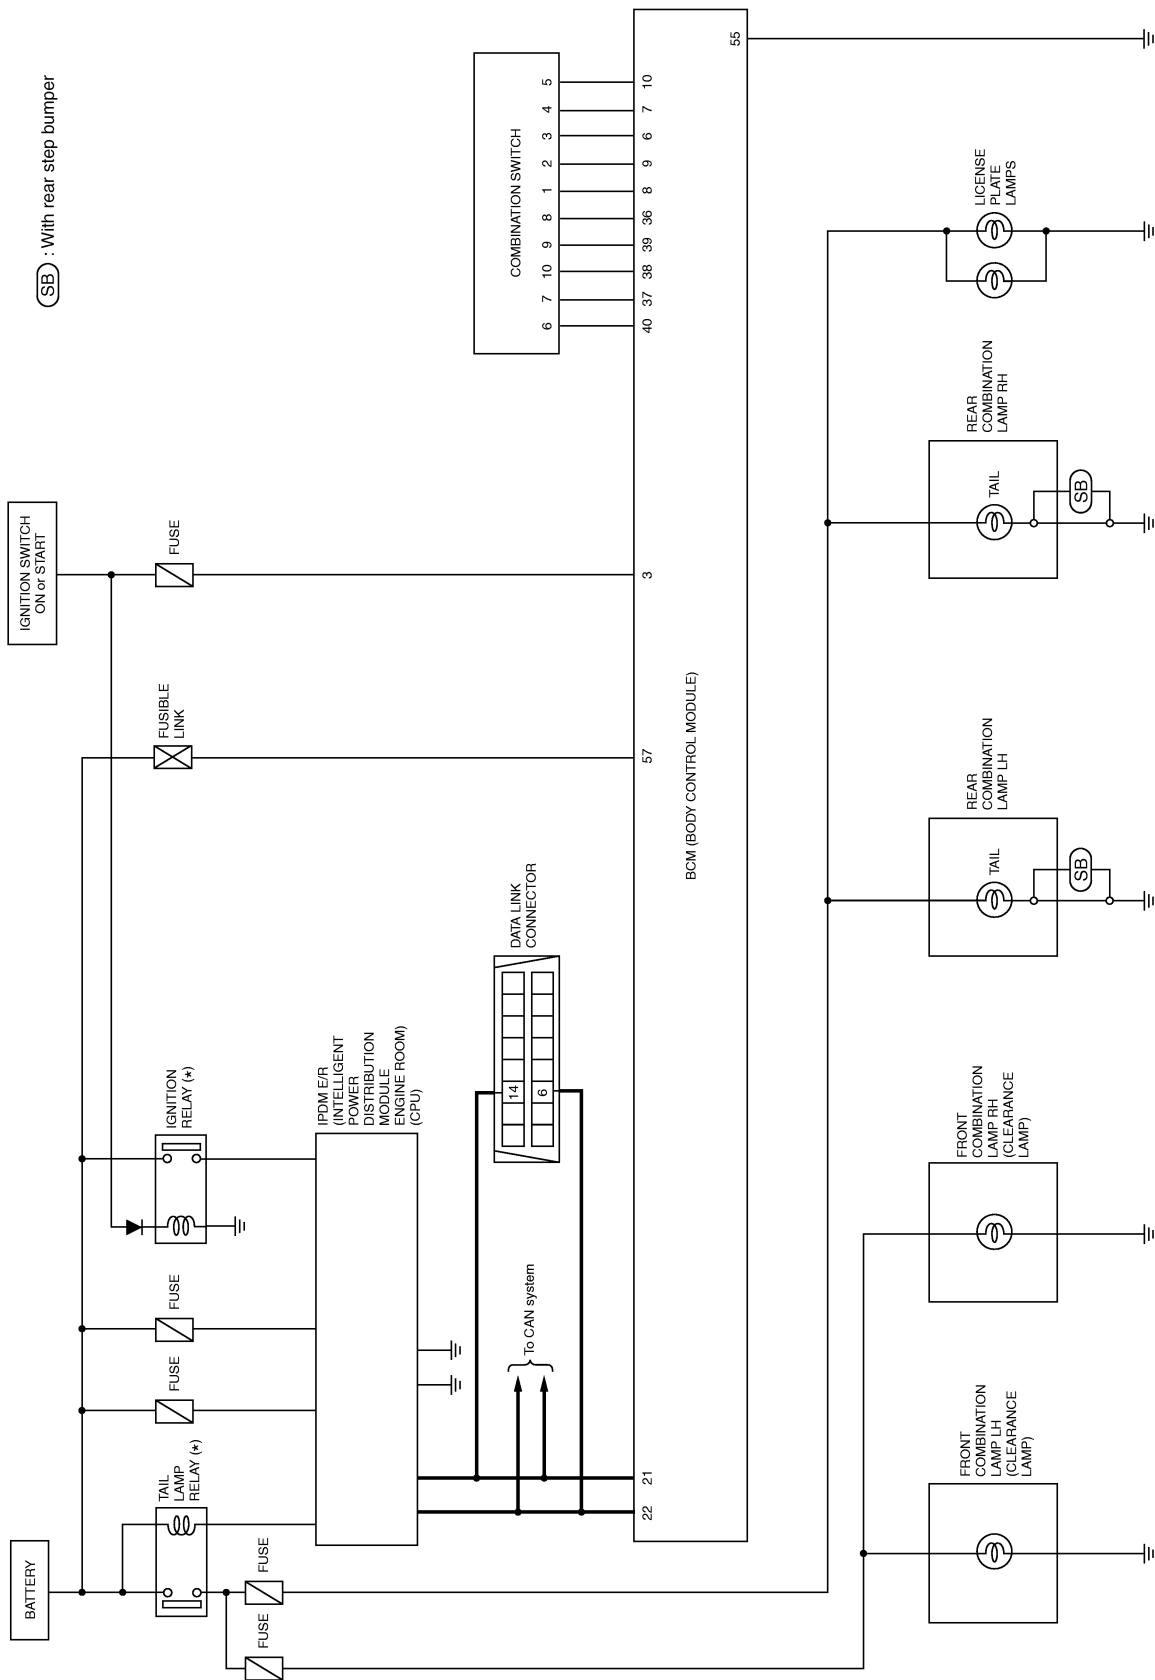 SB : With rear step bumper
BATTERY
IGNITION SWITCH
ON or START
TAIL
LAMP
RELAY (*)
FUSE
FUSE
IGNITION
RELAY (*)
FUSIBLE
LINK
FUSE
FUSE
FUSE
IPDM E/R
(INTELLIGENT
POWER
DISTRIBUTION
MODULE
ENGINE ROOM)
(CPU)
To CAN system
DATA LINK
CONNECTOR
14
6
COMBINATION SWITCH
6 7 10 9 8 1 2 3 4 5
22 21 57 3 40 37 38 39 36 8 9 6 7 10
BCM (BODY CONTROL MODULE)
55
FRONT
COMBINATION
LAMP LH
(CLEARANCE
LAMP)
FRONT
COMBINATION
LAMP RH
(CLEARANCE
LAMP)
REAR
COMBINATION
LAMP LH
TAIL
SB
REAR
COMBINATION
LAMP RH
TAIL
SB
LICENSE
PLATE
LAMPS